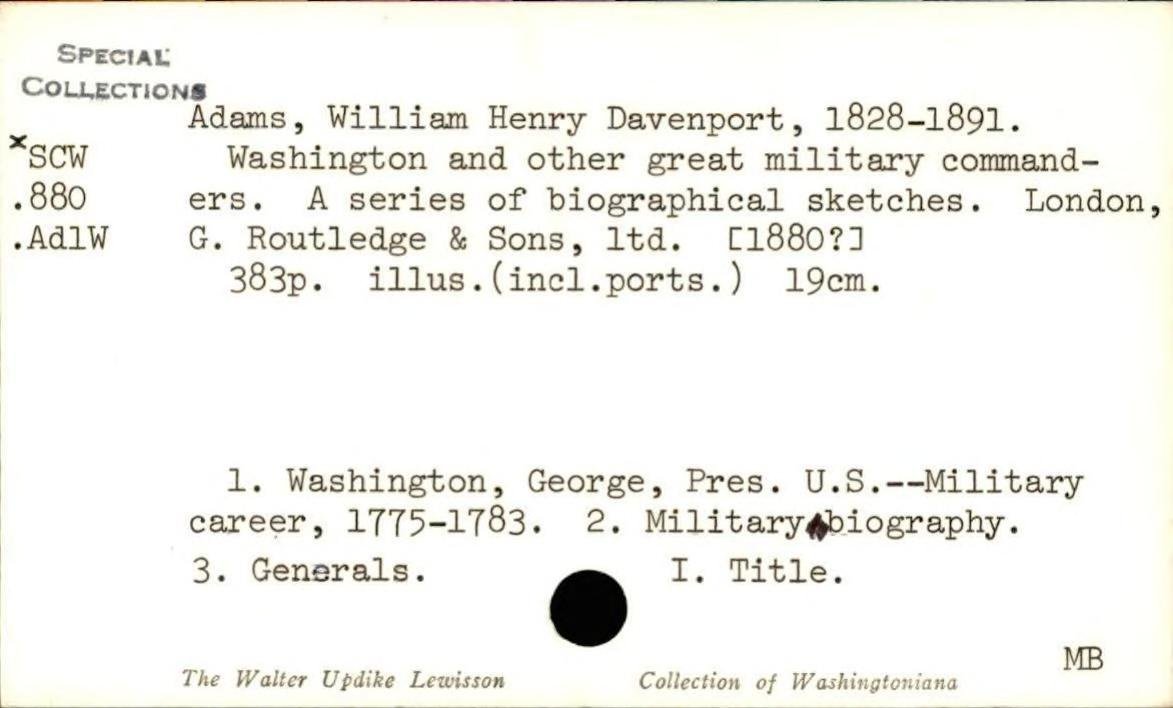 SPECIAL
COLLECTIONS
Adams, William Henry Davenport, 1828-1891.
xSCW Washington and other great military command-
.880 ers. A series of biographical sketches. London,
.Ad1W G. Routledge & Sons, ltd. [1880?]
383p. illus.(incl.ports.) 19cm.
1. Washington, George, Pres. U.S.--Military
career, 1775-1783. 2. Military biography.
3. Generals. I. Title.
MB
The Walter Updike Lewisson Collection of Washingtoniana